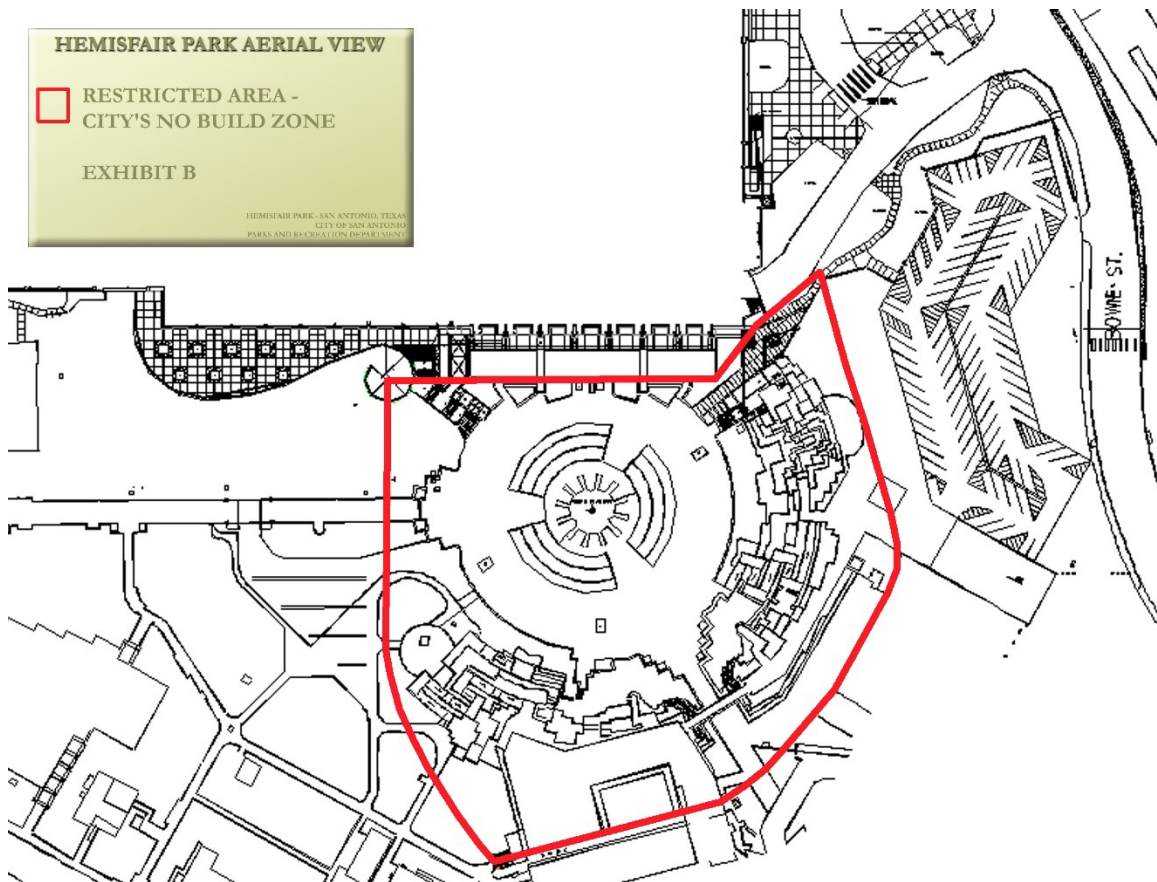 HEMISFAIR PARK AERIAL VIEW
RESTRICTED AREA -
CITY'S NO BUILD ZONE
EXHIBIT B
HEMISFAIR PARK - SAN ANTONIO, TEXAS
CITY OF SAN ANTONIO
PARKS AND RECREATION DEPARTMENT
ST.